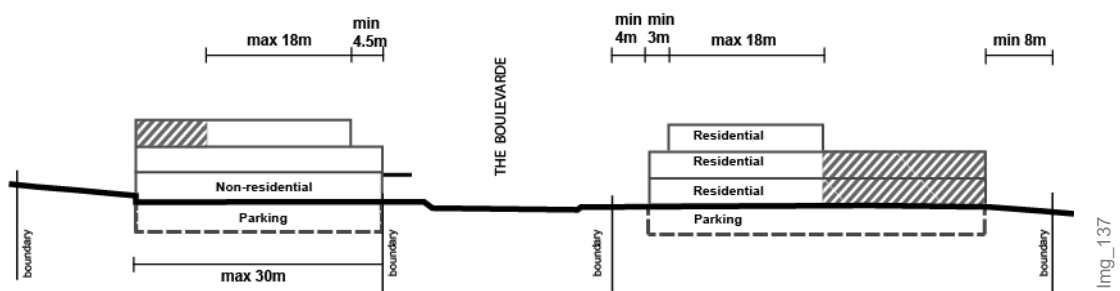 min
4.5m
max 18m
THE BOULEVARDE
min min
4m 3m
max 18m
min 8m
Non-residential
Parking
boundary
boundary
max 30m
Residential
Residential
Residential
Parking
boundary
boundary
Img_137